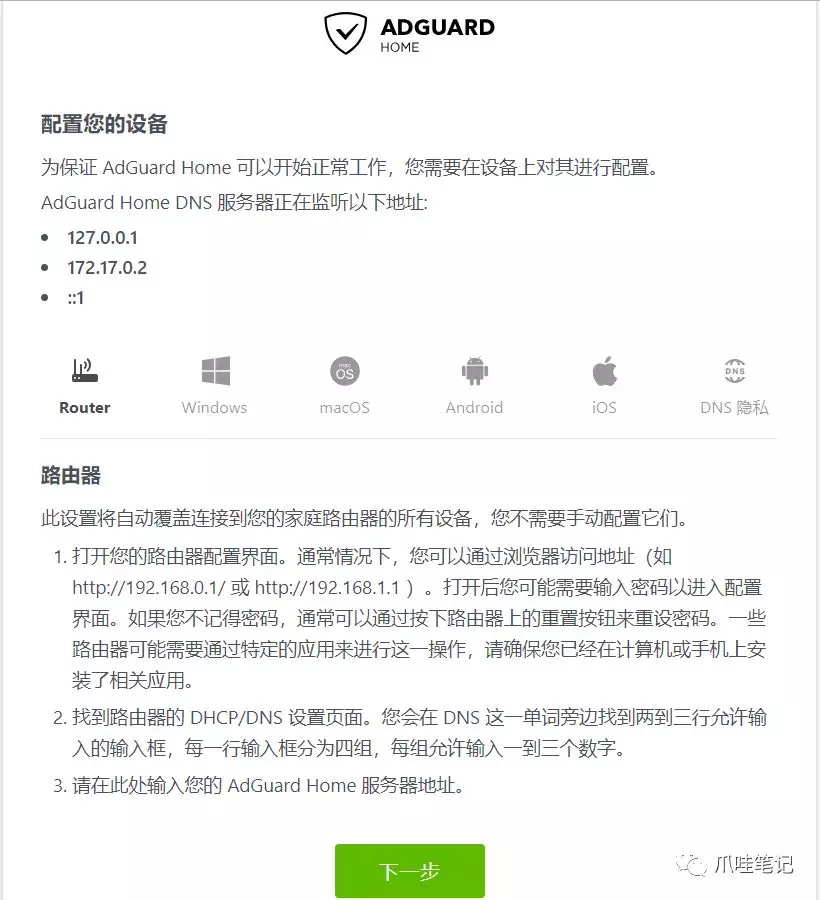 ADGUARD
HOME
配置您的设备
为保证 AdGuard Home 可以开始正常工作，您需要在设备上对其进行配置。
AdGuard Home DNS 服务器正在监听以下地址:
• 127.0.0.1
• 172.17.0.2
• ::1
mac
OS
DNS
Router Windows macOS Android iOS DNS 隐私
路由器
此设置将自动覆盖连接到您的家庭路由器的所有设备，您不需要手动配置它们。
1. 打开您的路由器配置界面。通常情况下，您可以通过浏览器访问地址（如
http://192.168.0.1/ 或 http://192.168.1.1 ）。打开后您可能需要输入密码以进入配置
界面。如果您不记得密码，通常可以通过按下路由器上的重置按钮来重设密码。一些
路由器可能需要通过特定的应用来进行这一操作，请确保您已经在计算机或手机上安
装了相关应用。
2. 找到路由器的 DHCP/DNS 设置页面。您会在 DNS 这一单词旁边找到两到三行允许输
入的输入框，每一行输入框分为四组，每组允许输入一到三个数字。
3. 请在此处输入您的 AdGuard Home 服务器地址。
下一步
爪哇笔记